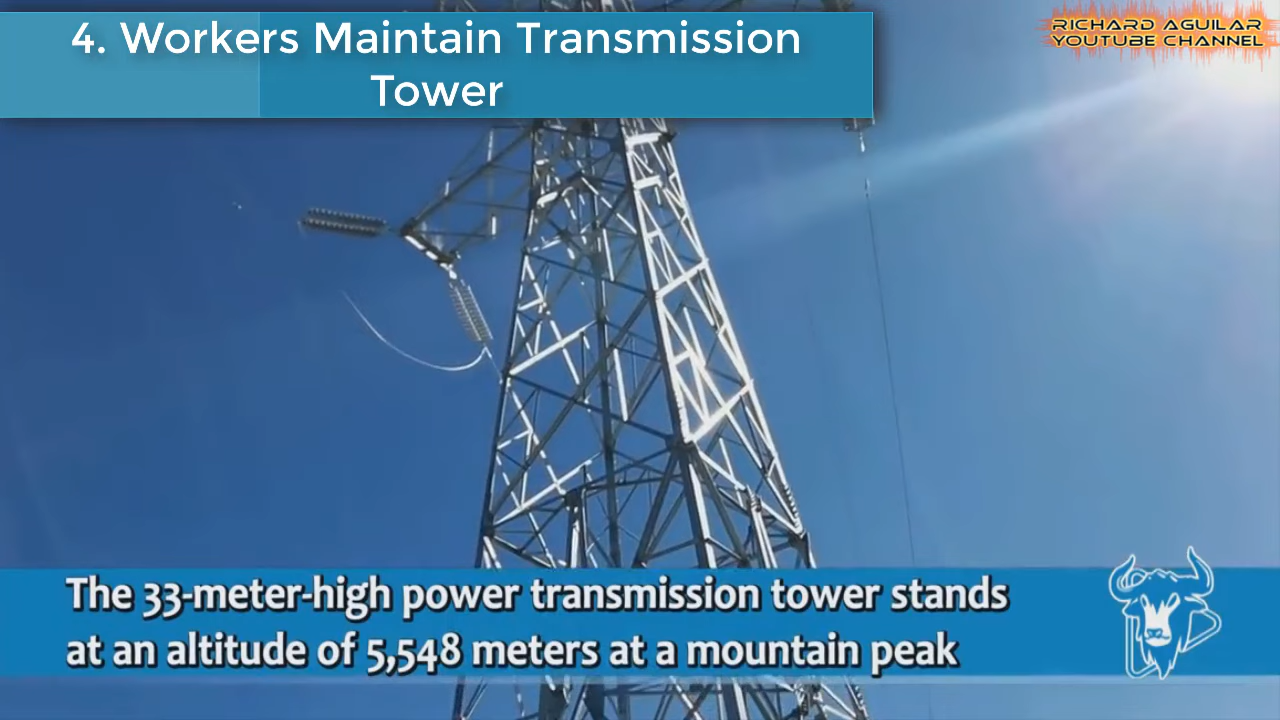 4. Workers Maintain Transmission
Tower
RICHARD AGUILAR
YOUTUBE CHANNEL
The 33-meter-high power transmission tower stands
at an altitude of 5,548 meters at a mountain peak